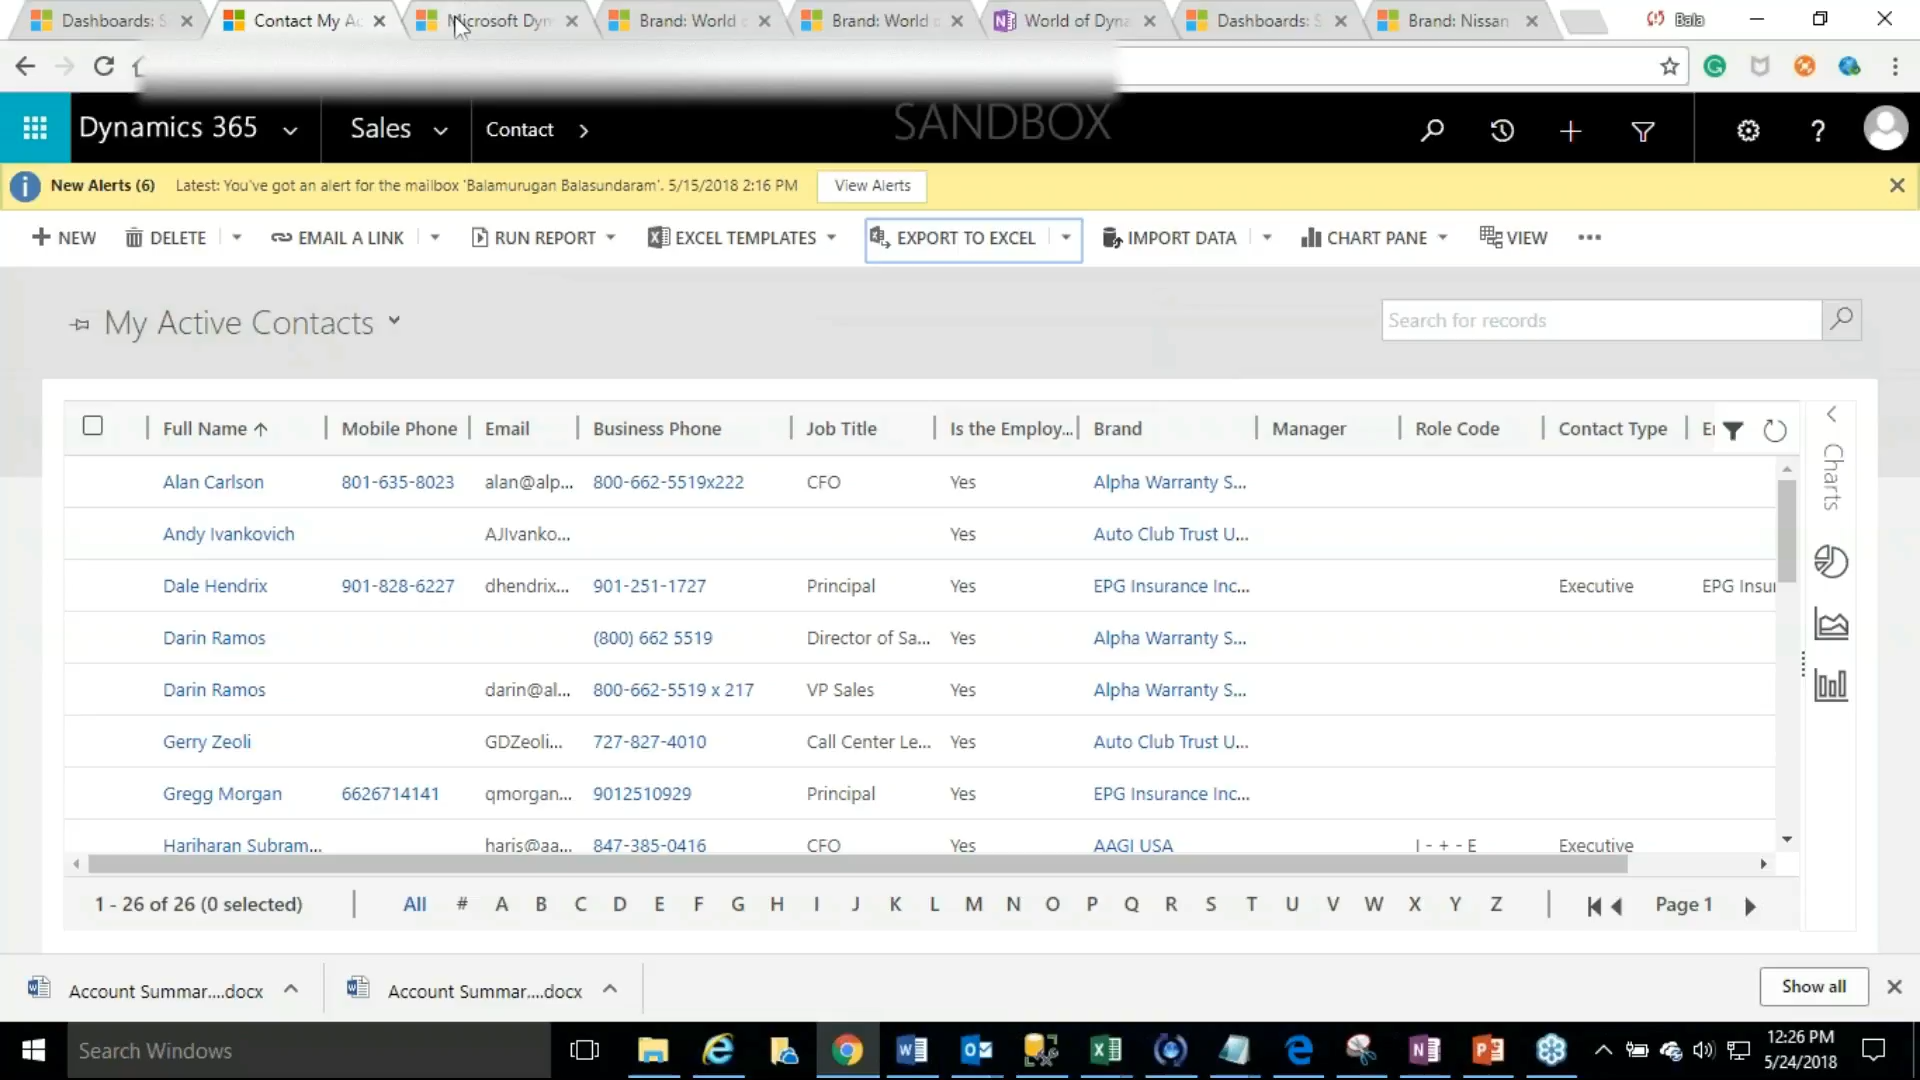 Dashboards: S
Contact My Ac
Microsoft Dyn
Brand: World o
Brand: World o
World of Dyna
Dashboards: S
Brand: Nissan
Bala
Dynamics 365
Sales
Contact
SANDBOX
New Alerts (6) Latest: You've got an alert for the mailbox 'Balamurugan Balasundaram'. 5/15/2018 2:16 PM View Alerts
NEW DELETE EMAIL A LINK RUN REPORT EXCEL TEMPLATES EXPORT TO EXCEL IMPORT DATA CHART PANE VIEW
My Active Contacts
Search for records
Full Name Mobile Phone Email Business Phone Job Title Is the Employ... Brand Manager Role Code Contact Type
Alan Carlson 801-635-8023 alan@alp... 800-662-5519x222 CFO Yes Alpha Warranty S...
Andy Ivankovich AJIvanko... Yes Auto Club Trust U...
Dale Hendrix 901-828-6227 dhendrix... 901-251-1727 Principal Yes EPG Insurance Inc... Executive EPG Insur
Darin Ramos (800) 662 5519 Director of Sa... Yes Alpha Warranty S...
Darin Ramos darin@al... 800-662-5519 x 217 VP Sales Yes Alpha Warranty S...
Gerry Zeoli GDZeoli... 727-827-4010 Call Center Le... Yes Auto Club Trust U...
Gregg Morgan 6626714141 qmorgan... 9012510929 Principal Yes EPG Insurance Inc...
Hariharan Subram... haris@aa... 847-385-0416 CFO Yes AAGI USA I - + - E Executive
Charts
1 - 26 of 26 (0 selected) All # A B C D E F G H I J K L M N O P Q R S T U V W X Y Z Page 1
Account Summar....docx
Account Summar....docx
Show all
Search Windows
12:26 PM
5/24/2018